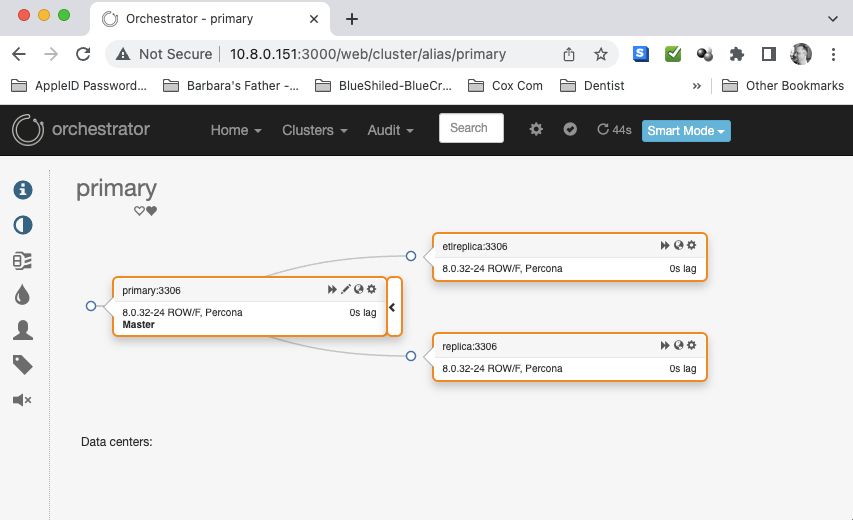 Orchestrator - primary
Not Secure | 10.8.0.151:3000/web/cluster/alias/primary
AppleID Password... Barbara's Father -... BlueShiled-BlueCr... Cox Com Dentist » Other Bookmarks
orchestrator Home Clusters Audit Search 44s Smart Mode
primary
etlreplica:3306
8.0.32-24 ROW/F, Percona 0s lag
primary:3306
8.0.32-24 ROW/F, Percona 0s lag
Master
replica:3306
8.0.32-24 ROW/F, Percona 0s lag
Data centers: